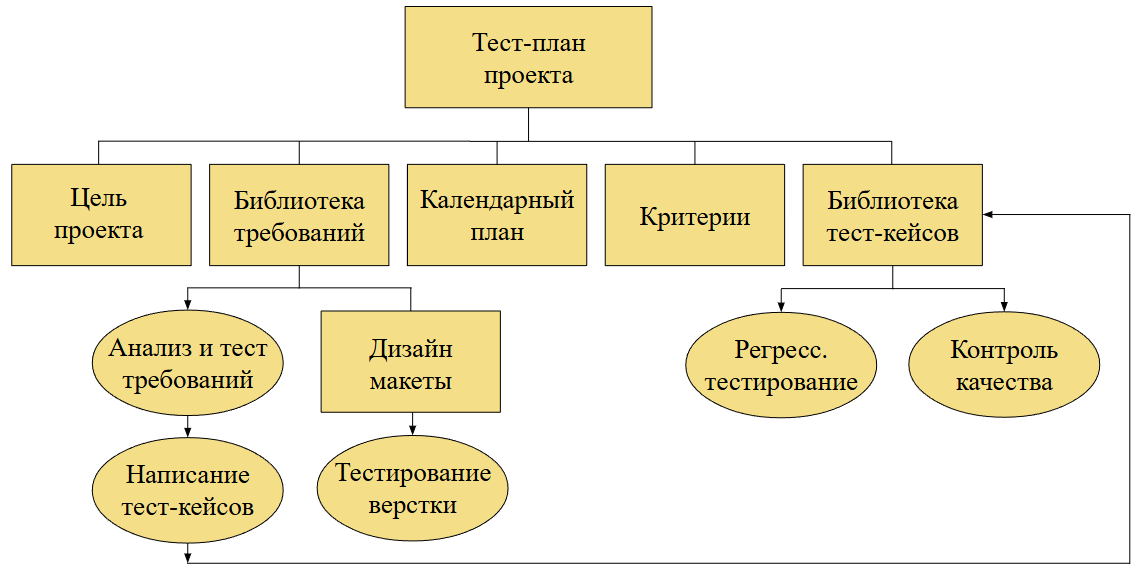 Тест-план
проекта
Цель
проекта
Библиотека
требований
Календарный
план
Критерии
Библиотека
тест-кейсов
Анализ и тест
требований
Дизайн
макеты
Регресс.
тестирование
Контроль
качества
Написание
тест-кейсов
Тестирование
верстки